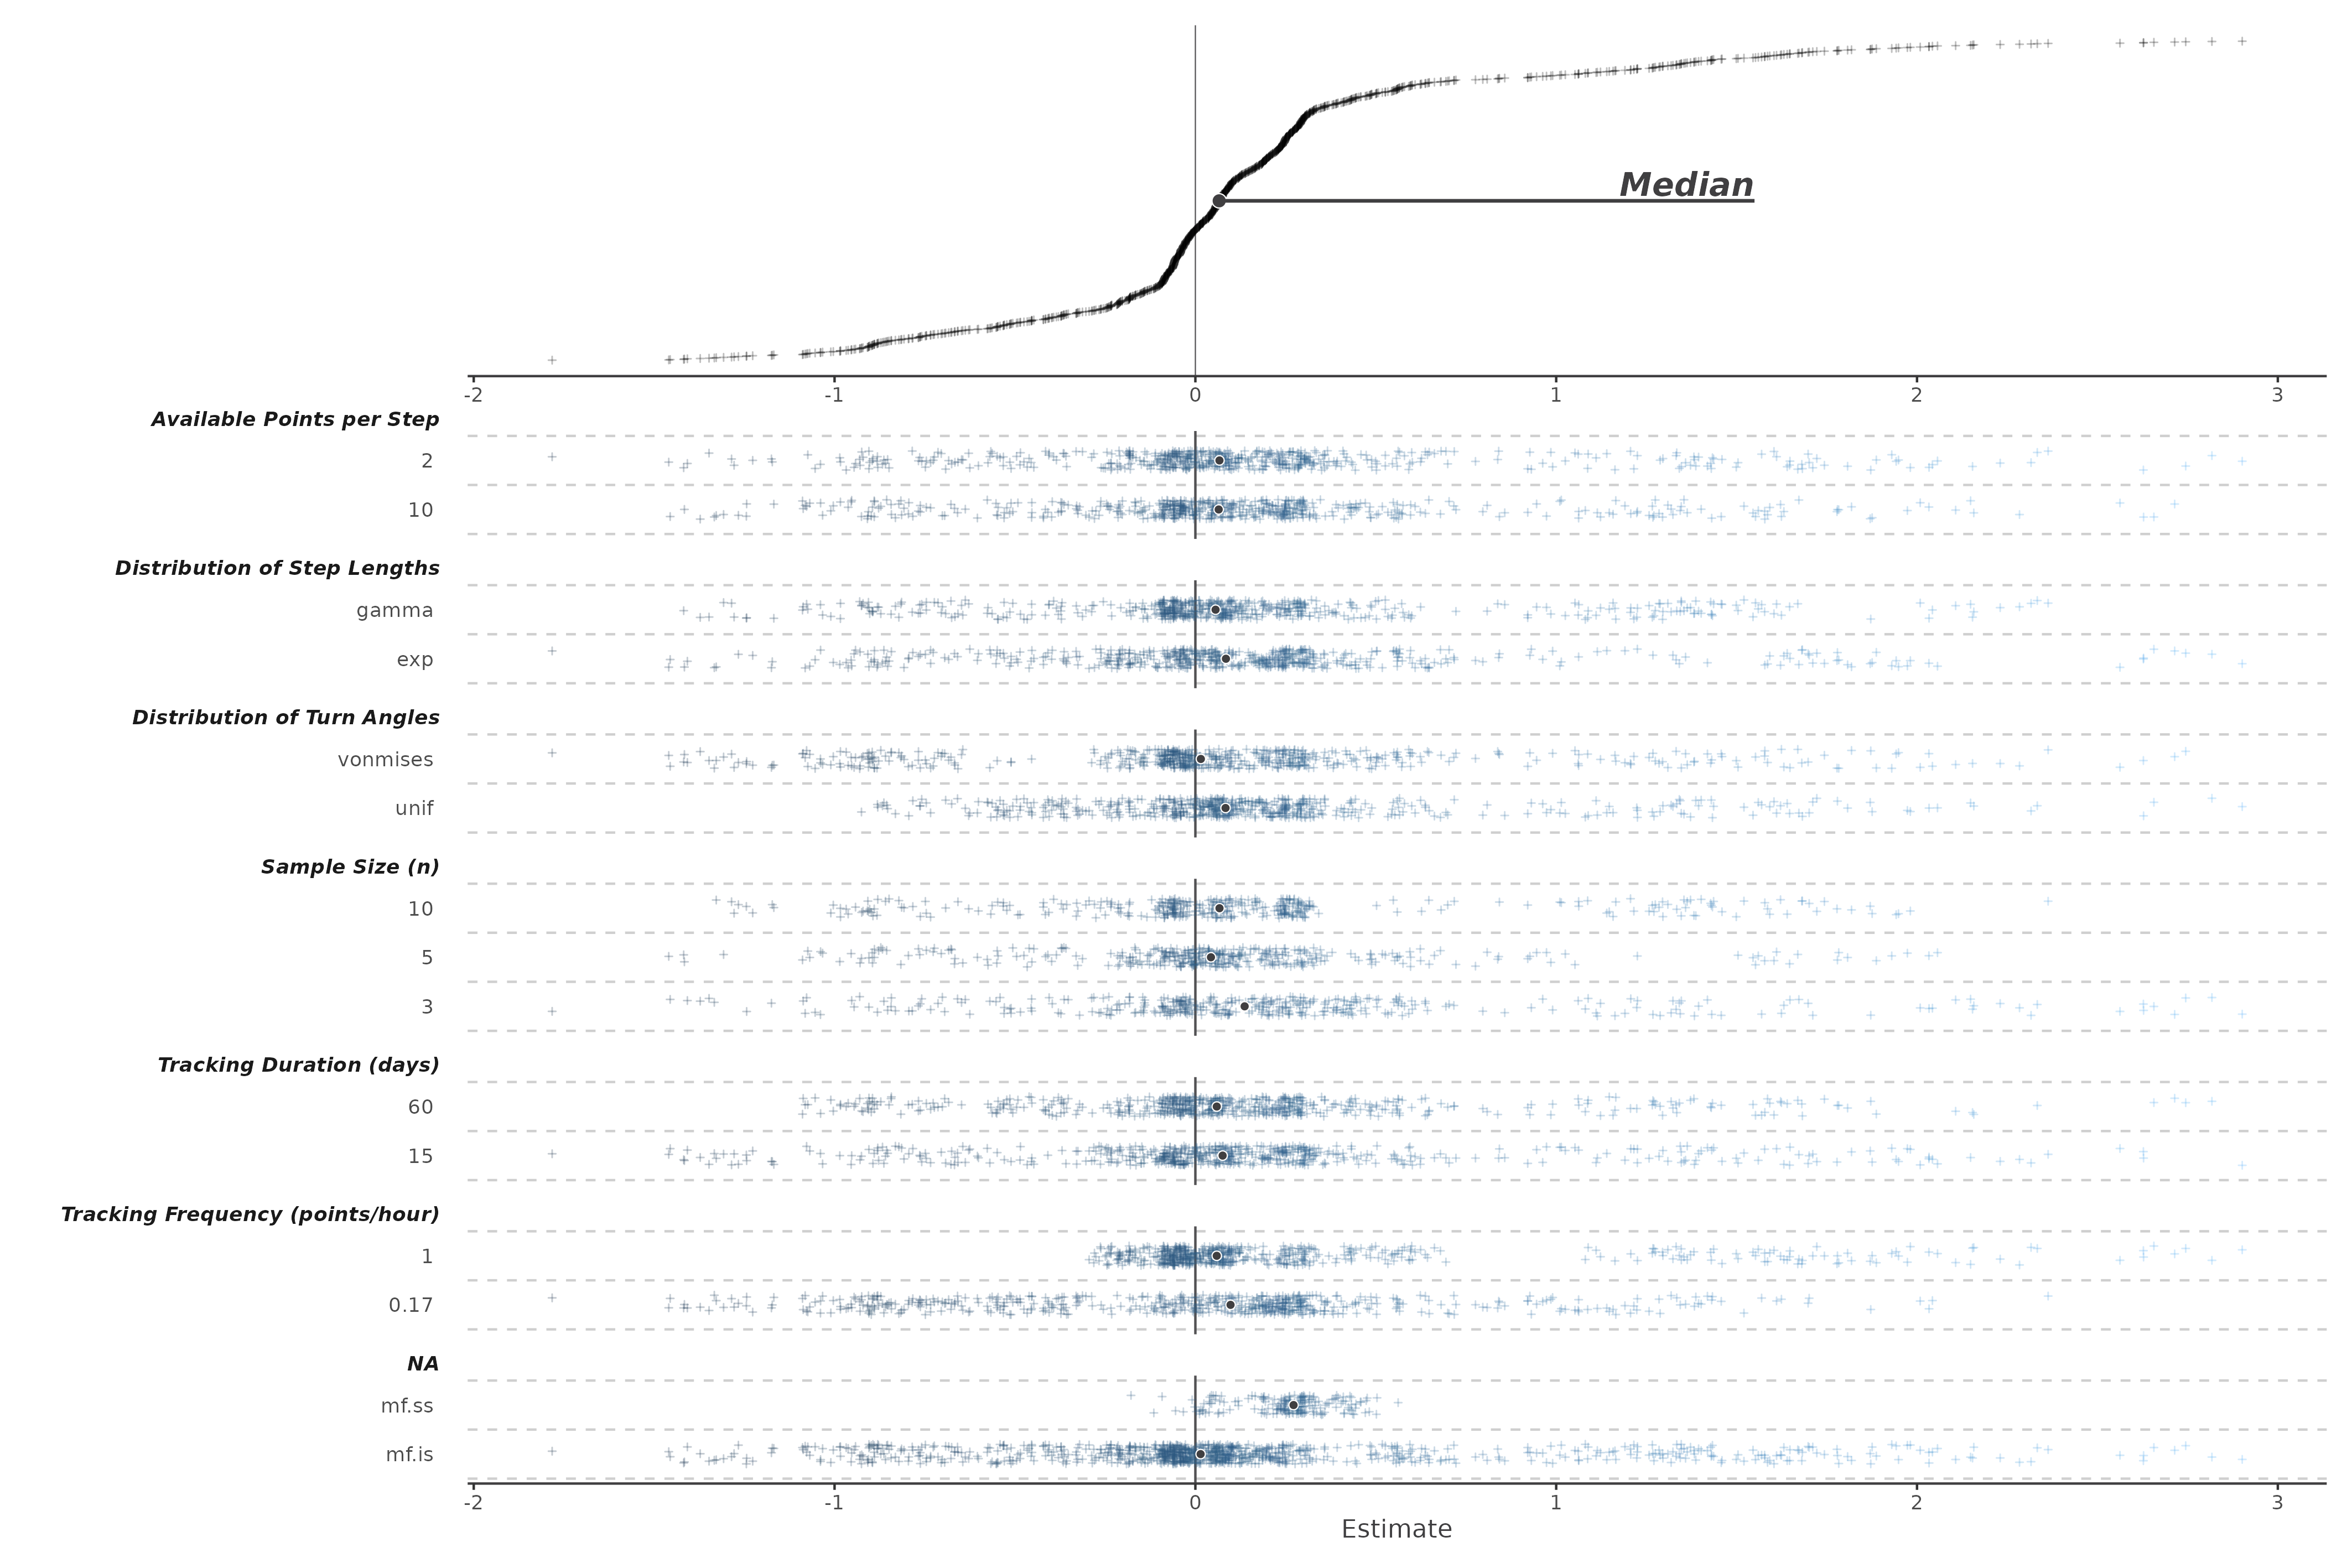 Median
-2 -1 0 1 2 3
Available Points per Step
2
10
Distribution of Step Lengths
gamma
exp
Distribution of Turn Angles
vonmises
unif
Sample Size (n)
10
5
3
Tracking Duration (days)
60
15
Tracking Frequency (points/hour)
1
0.17
NA
mf.ss
mf.is
-2 -1 0 1 2 3
Estimate